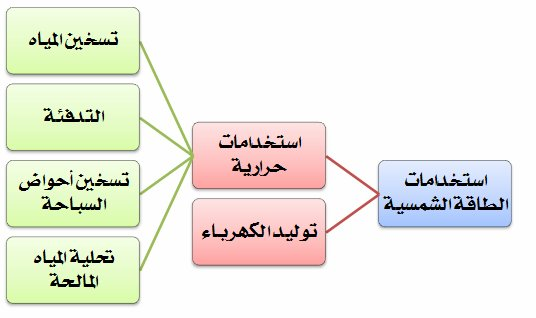 استخدامات
الطاقة الشمسية
استخدامات
حرارية
توليد الكهرباء
تسخين المياه
التدفئة
تسخين أحواض
السباحة
تحلية المياه
المالحة